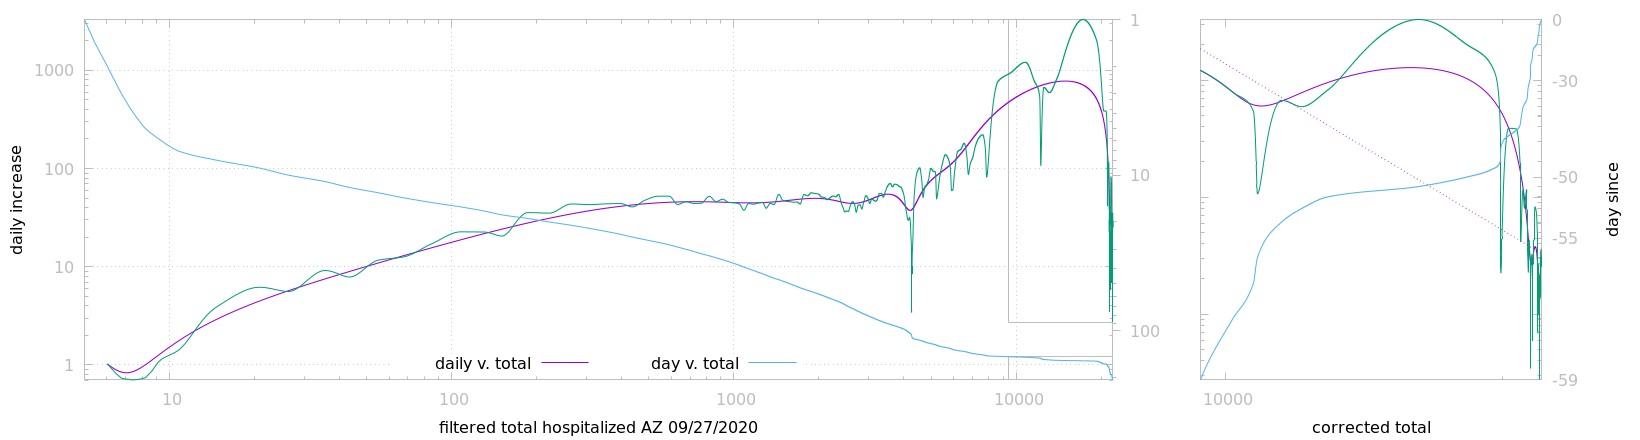 1000
100
10
1
daily increase
10
100
1000
10000
filtered total hospitalized AZ 09/27/2020
daily v. total
day v. total
1
10
100
10000
corrected total
0
-30
-50
-55
-59
day since